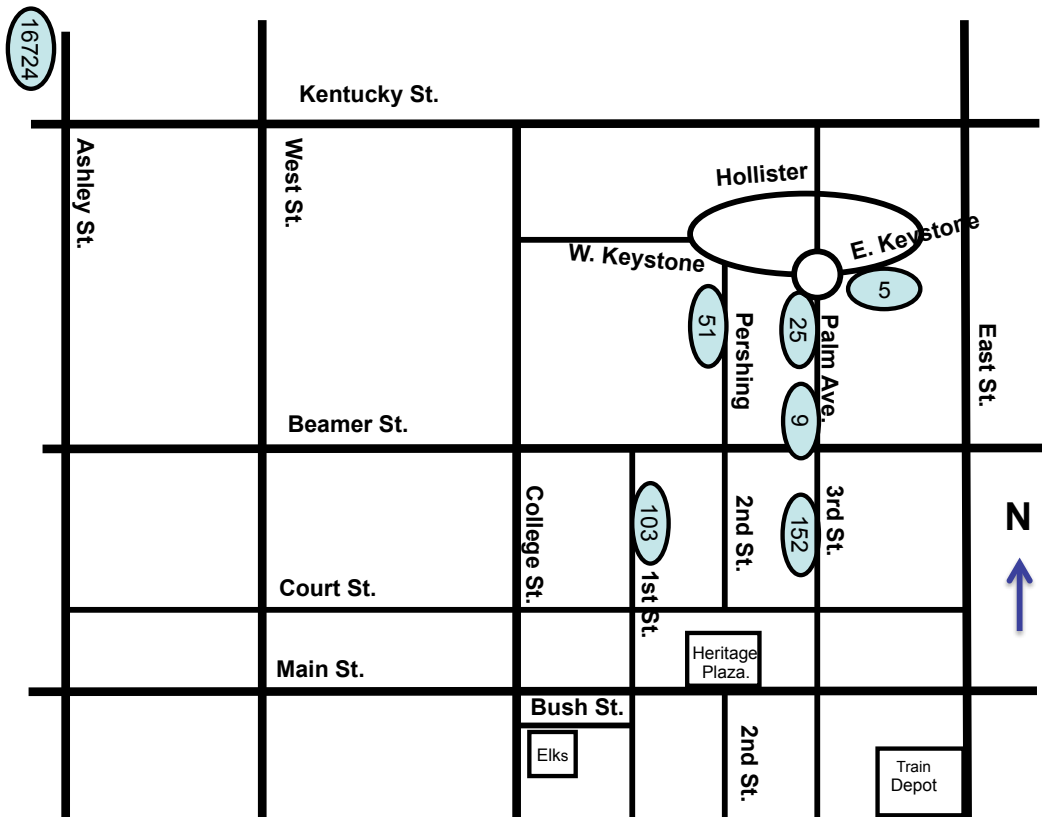 16724
Kentucky St.
Ashley St.
West St.
Hollister
E. Keystone
W. Keystone
5
51
Pershing
25
Palm Ave.
East St.
9
Beamer St.
College St.
103
1st St.
2nd St.
152
3rd St.
N
Court St.
Heritage
Plaza.
Main St.
Bush St.
Elks
2nd St.
Train
Depot